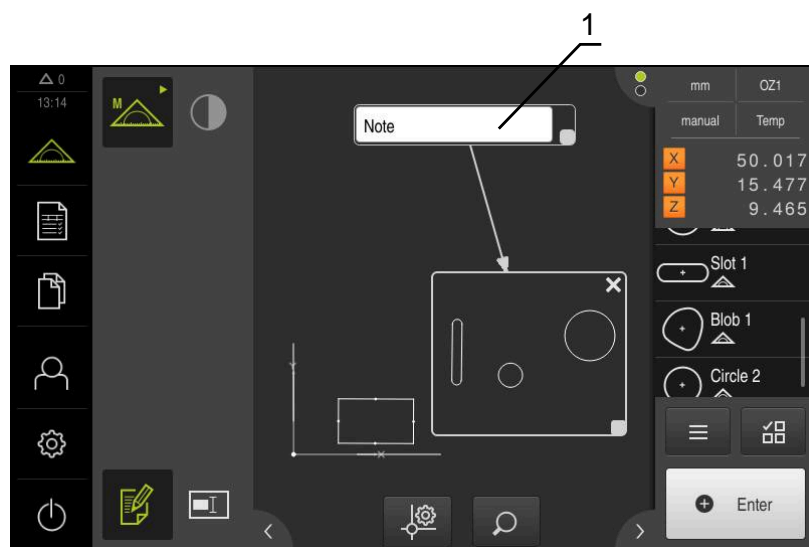 1
0
13:14
M
Note
mm
OZ1
manual
Temp
X 50.017
Y 15.477
Z 9.465
Slot 1
Blob 1
Circle 2
Y
X
Enter